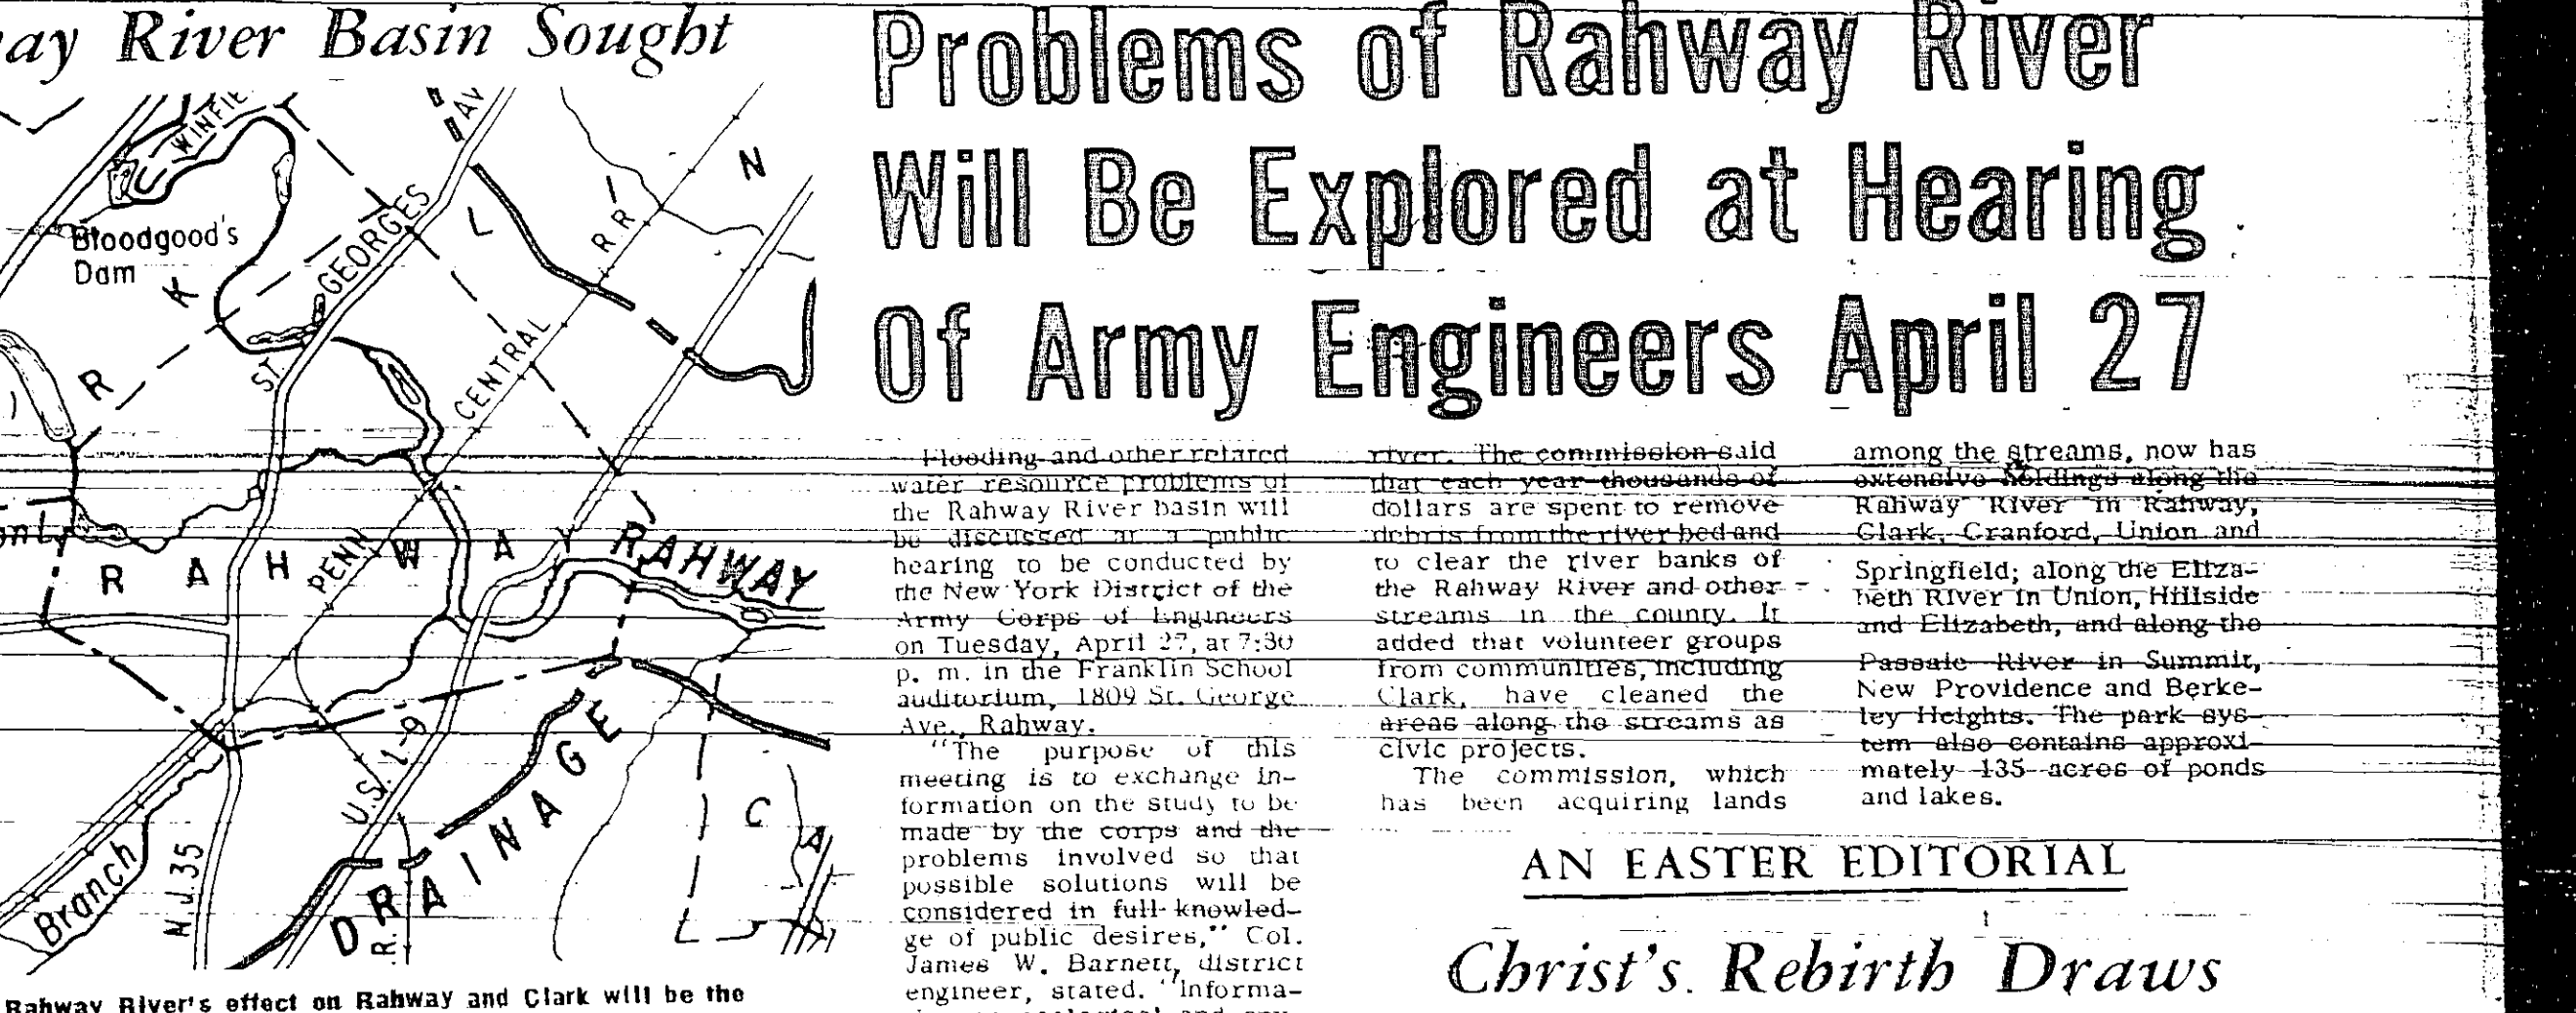 ay River Basin Sought
WINFIE
AV
N
I
L
Bloodgood's
Dam
K
R
ST. GEORGES
R R
CENTRAL
PENN
R A H W A Y
RAHWAY
U.S. 1-9
N.J. 35
Branch
DRAINAGE
R.
C
A
Rahway River's effect on Rahway and Clark will be the
Problems of Rahway River
Will Be Explored at Hearing
Of Army Engineers April 27
Flooding and other related
water resource problems of
the Rahway River basin will
be discussed at a public
hearing to be conducted by
the New York District of the
Army Corps of Engineers
on Tuesday, April 27, at 7:30
p. m. in the Franklin School
auditorium, 1809 St. George
Ave., Rahway.
"The purpose of this
meeting is to exchange in-
formation on the study to be
made by the corps and the
problems involved so that
possible solutions will be
considered in full knowled-
ge of public desires," Col.
James W. Barnett, district
engineer, stated. "Informa-
river. The commission said
that each year thousands of
dollars are spent to remove
debris from the river bed and
to clear the river banks of
the Rahway River and other
streams in the county. It
added that volunteer groups
from communities, including
Clark, have cleaned the
areas along the streams as
civic projects.
The commission, which
has been acquiring lands
among the streams, now has
extensive holdings along the
Rahway River in Rahway,
Clark, Cranford, Union and
Springfield; along the Eliza-
beth River in Union, Hillside
and Elizabeth, and along the
Passaic River in Summit,
New Providence and Berke-
ley Heights. The park sys-
tem also contains approxi-
mately 135 acres of ponds
and lakes.
AN EASTER EDITORIAL
Christ's Rebirth Draws